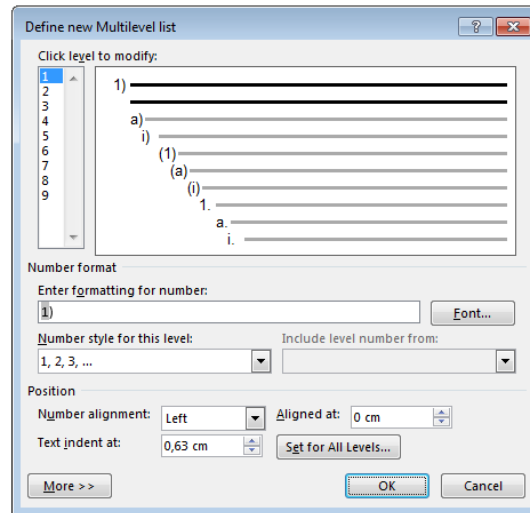 Define new Multilevel list
Click level to modify:
1
2
3
4
5
6
7
8
9
1)
a)
i)
(1)
(a)
(i)
1.
a.
i.
Number format
Enter formatting for number:
1)
Font...
Number style for this level:
Include level number from:
1, 2, 3, ...
Position
Number alignment:
Left
Aligned at:
0 cm
Text indent at:
0,63 cm
Set for All Levels...
More >>
OK
Cancel